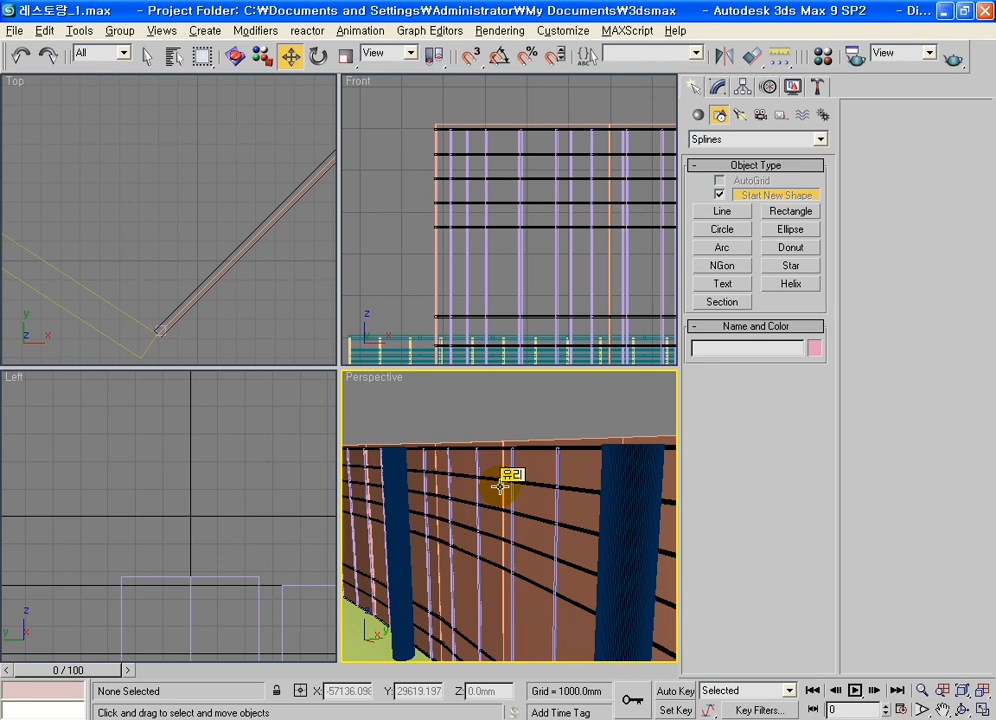 레스토랑_1.max - Project Folder: C:₩Documents and Settings₩Administrator₩My Documents₩3dsmax - Autodesk 3ds Max 9 SP2 - Di...
File Edit Tools Group Views Create Modifiers reactor Animation Graph Editors Rendering Customize MAXScript Help
All View View
Top Front
Splines
- Object Type
AutoGrid
Start New Shape
Line Rectangle
Circle Ellipse
Arc Donut
NGon Star
Text Helix
Section
- Name and Color
y z x
z x
Left Perspective
유리
z y x
z y x
< 0 / 100 >
None Selected X: -57136.098 Y: 29619.197 Z: 0.0mm Grid = 1000.0mm Auto Key Selected
Click and drag to select and move objects Add Time Tag Set Key Key Filters... 0